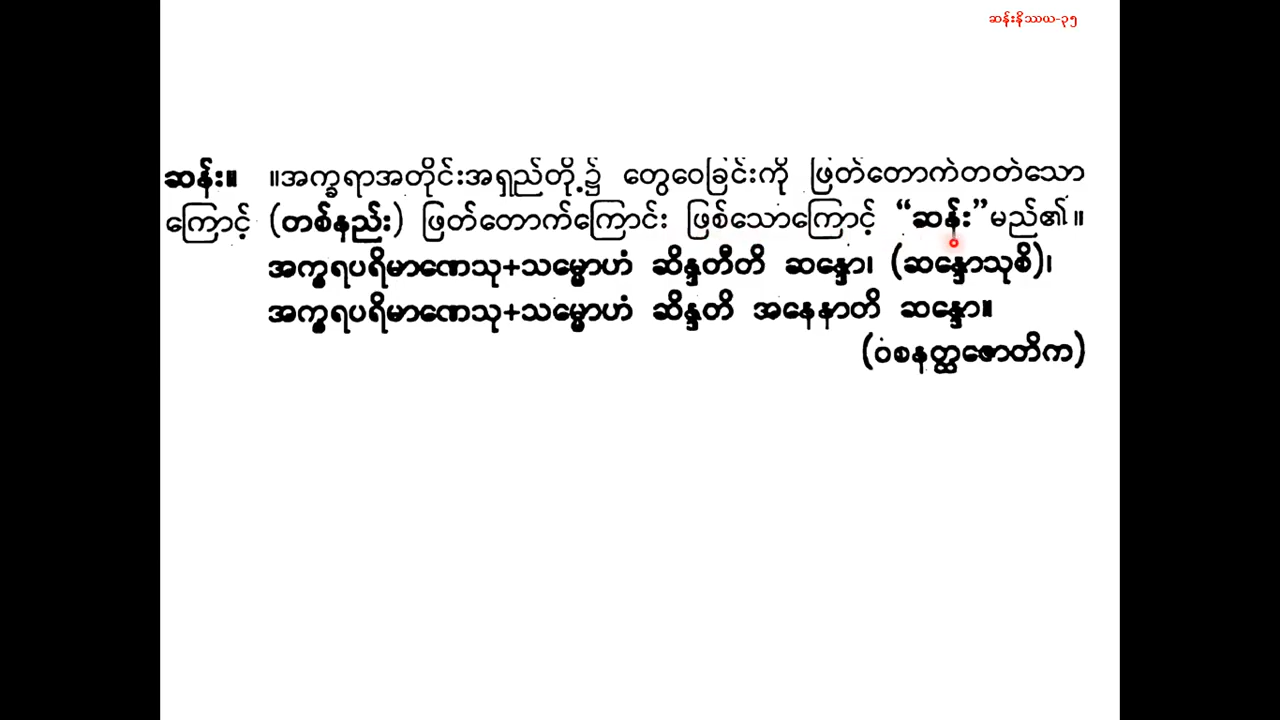 ဆန်းနိဿယ-၃၅
ဆန်း။ ။အက္ခရာအတိုင်းအရှည်တို့၌ တွေဝေခြင်းကို ဖြတ်တောက်တတ်သော
ကြောင့် (တစ်နည်း) ဖြတ်တောက်ကြောင်း ဖြစ်သောကြောင့် “ဆန်း”မည်၏။
အက္ခရပရိမာဏေသု+သမ္မောဟံ ဆိန္ဒတီတိ ဆန္ဒော၊ (ဆန္ဒောသုစိ)၊
အက္ခရပရိမာဏေသု+သမ္မောဟံ ဆိန္ဒတိ အနေနာတိ ဆန္ဒော။
(ဝစနတ္ထဇောတိက)